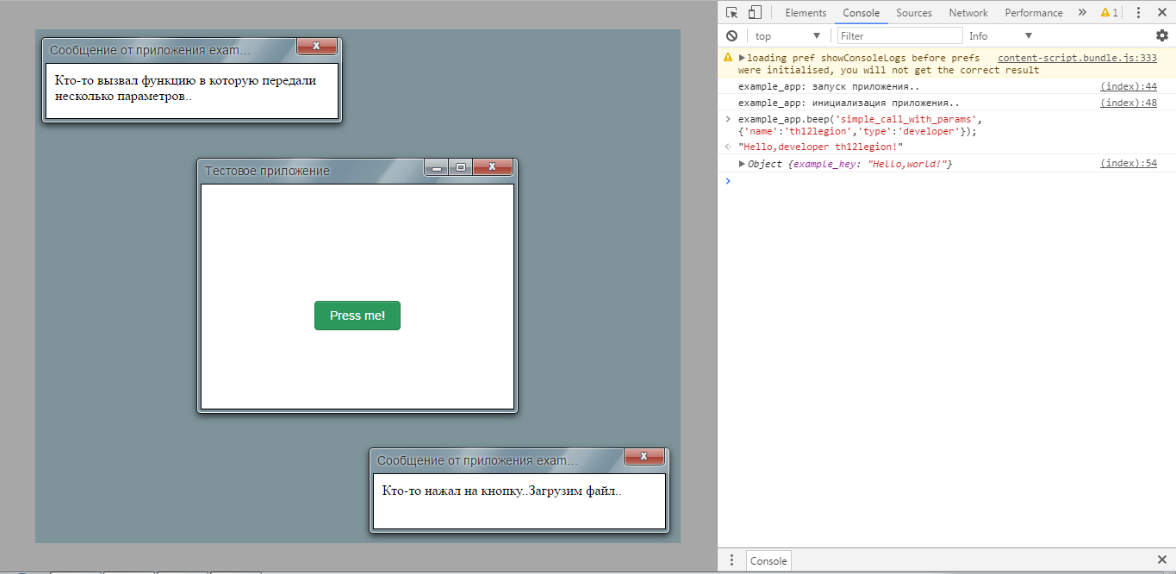 Сообщение от приложения exam...
x
Кто-то вызвал функцию в которую передали
несколько параметров..
Тестовое приложение
x
Press me!
Сообщение от приложения exam...
x
Кто-то нажал на кнопку..Загрузим файл..
Elements Console Sources Network Performance » 1
top Filter Info
loading pref showConsoleLogs before prefs content-script.bundle.js:333
were initialised, you will not get the correct result
example_app: запуск приложения.. (index):44
example_app: инициализация приложения.. (index):48
example_app.beep('simple_call_with_params',
{'name':'th12legion','type':'developer'});
"Hello,developer th12legion!"
Object {example_key: "Hello,world!"} (index):54
Console